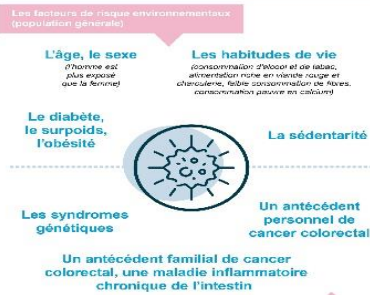 Les facteurs de risque environnementaux
(population générale)
L'âge, le sexe
(l'homme est
plus exposé
que la femme)
Les habitudes de vie
(consommation d'alcool et de tabac,
alimentation riche en viande rouge et
charcuterie, faible consommation de fibres,
consommation pauvre en calcium)
Le diabète,
le surpoids,
l'obésité
La sédentarité
Les syndromes
génétiques
Un antécédent
personnel de
cancer colorectal
Un antécédent familial de cancer
colorectal, une maladie inflammatoire
chronique de l'intestin